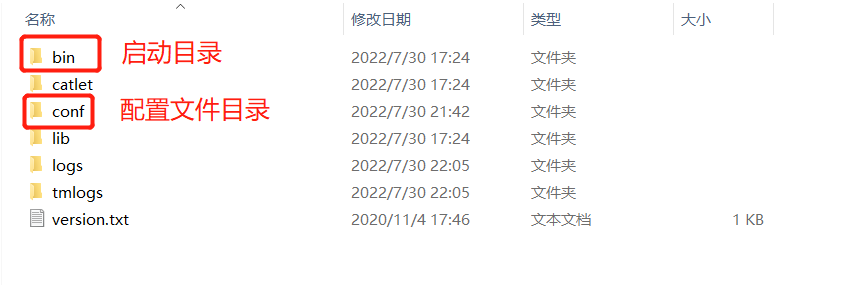 名称 修改日期 类型 大小
bin 启动目录 2022/7/30 17:24 文件夹
catlet 2022/7/30 17:24 文件夹
conf 配置文件目录 2022/7/30 21:42 文件夹
lib 2022/7/30 17:24 文件夹
logs 2022/7/30 22:05 文件夹
tmlogs 2022/7/30 22:05 文件夹
version.txt 2020/11/4 17:46 文本文档 1 KB